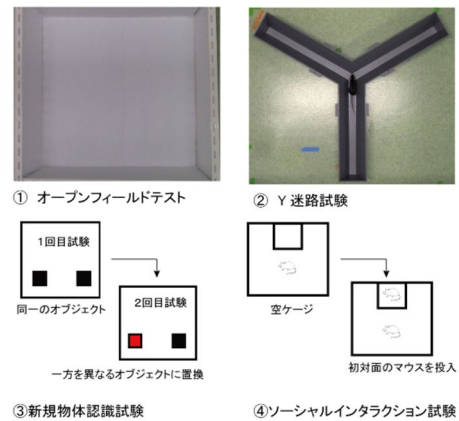 ① オープンフィールドテスト
② Y 迷路試験
1回目試験
同一のオブジェクト
2回目試験
一方を異なるオブジェクトに置換
空ケージ
初対面のマウスを投入
③新規物体認識試験
④ソーシャルインタラクション試験